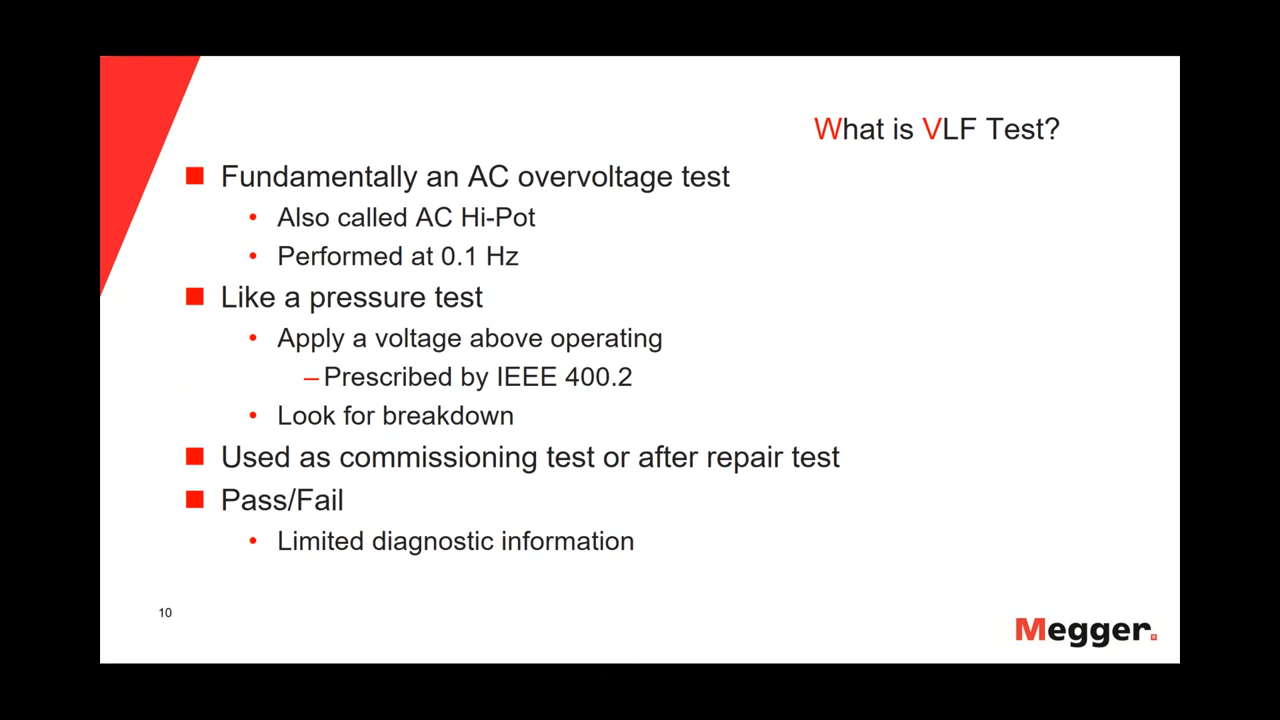 What is VLF Test?
Fundamentally an AC overvoltage test
Also called AC Hi-Pot
Performed at 0.1 Hz
Like a pressure test
Apply a voltage above operating
– Prescribed by IEEE 400.2
Look for breakdown
Used as commissioning test or after repair test
Pass/Fail
Limited diagnostic information
10
Megger.